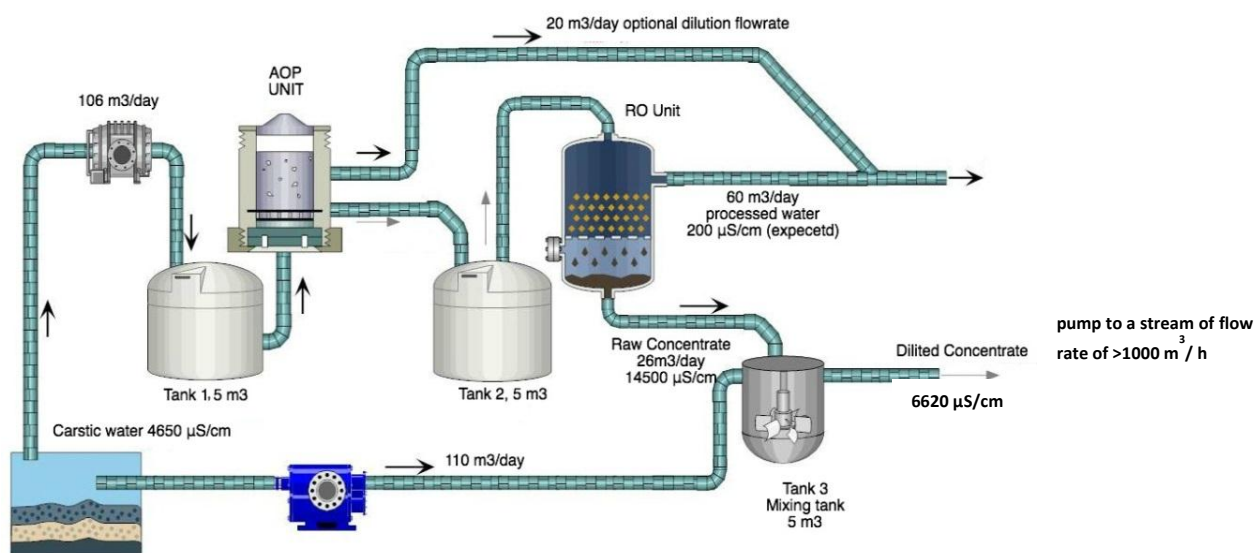 20 m3/day optional dilution flowrate
AOP
UNIT
106 m3/day
RO Unit
60 m3/day
processed water
200 µS/cm (expecetd)
pump to a stream of flow
rate of >1000 m³/ h
Raw Concentrate
26m3/day
14500 µS/cm
Dilited Concentrate
6620 µS/cm
Tank 1, 5 m3
Tank 2, 5 m3
Carstic water 4650 µS/cm
110 m3/day
Tank 3
Mixing tank
5 m3